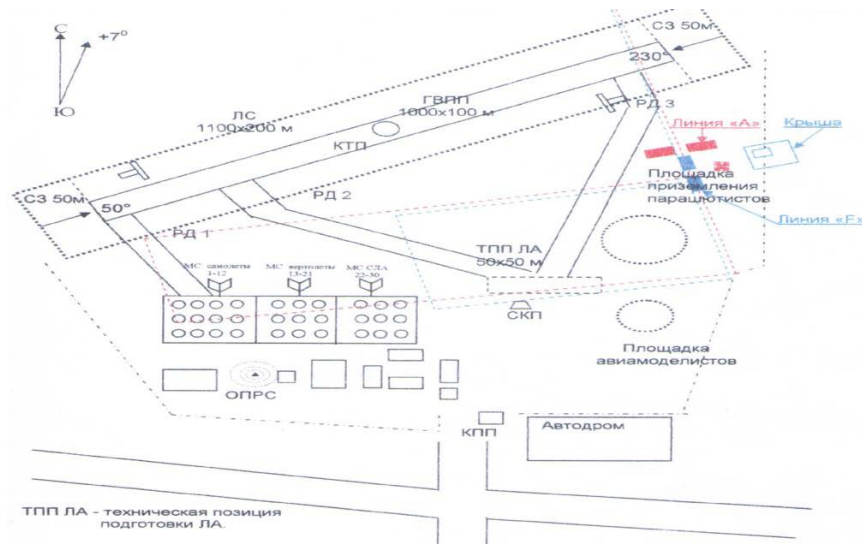 С
+7°
Ю
СЗ 50м
230°
ЛС
1100х200 м
ГВПП
1000х100 м
КТП
РД 3
Линия «А»
Крыша
Площадка
приземления
парашютистов
Линия «F»
СЗ 50м
50°
РД 2
РД 1
ТПП ЛА
50х50 м
МС самолеты
1-12
МС вертолеты
13-21
МС СЛА
22-30
СКП
Площадка
авиамоделистов
ОПРС
КПП
Автодром
ТПП ЛА - техническая позиция
подготовки ЛА.